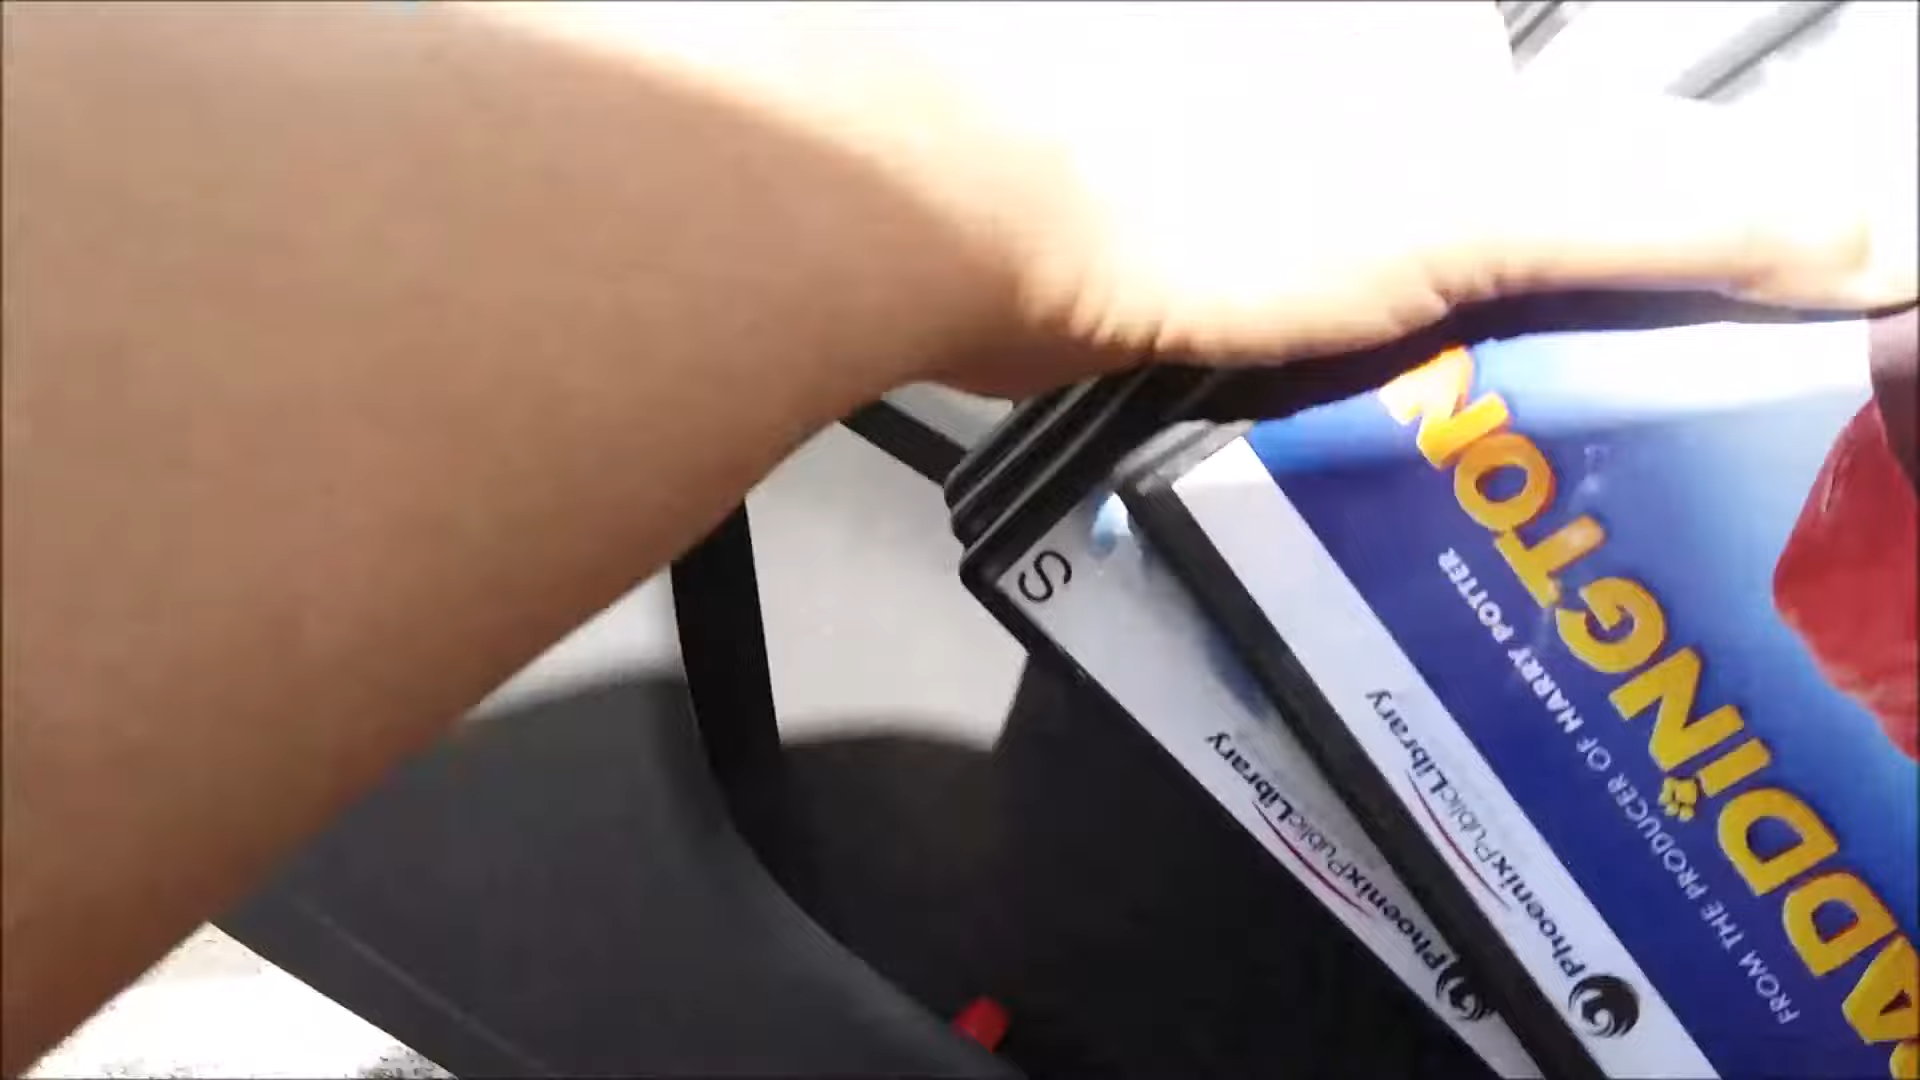 S
PhoenixPublicLibrary
PhoenixPublicLibrary
FROM THE PRODUCER OF HARRY POTTER
PADDiNGTON